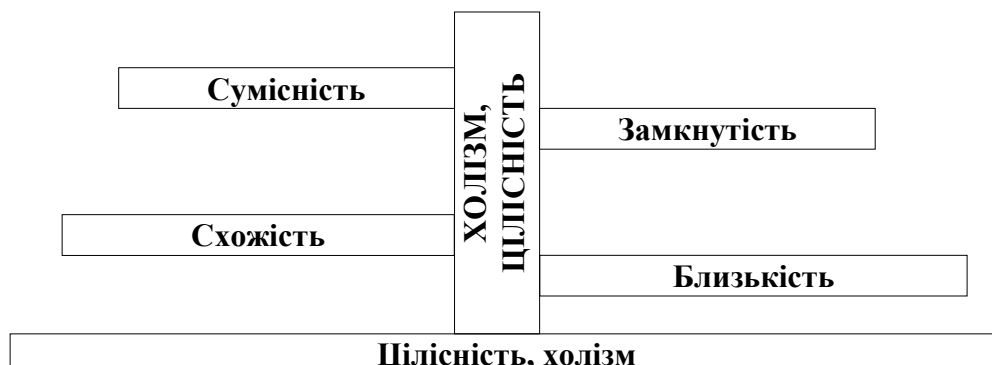 Сумісність
ХОЛІЗМ,
ЦІЛІСНІСТЬ
Замкнутість
Схожість
Близькість
Цілісність, холізм